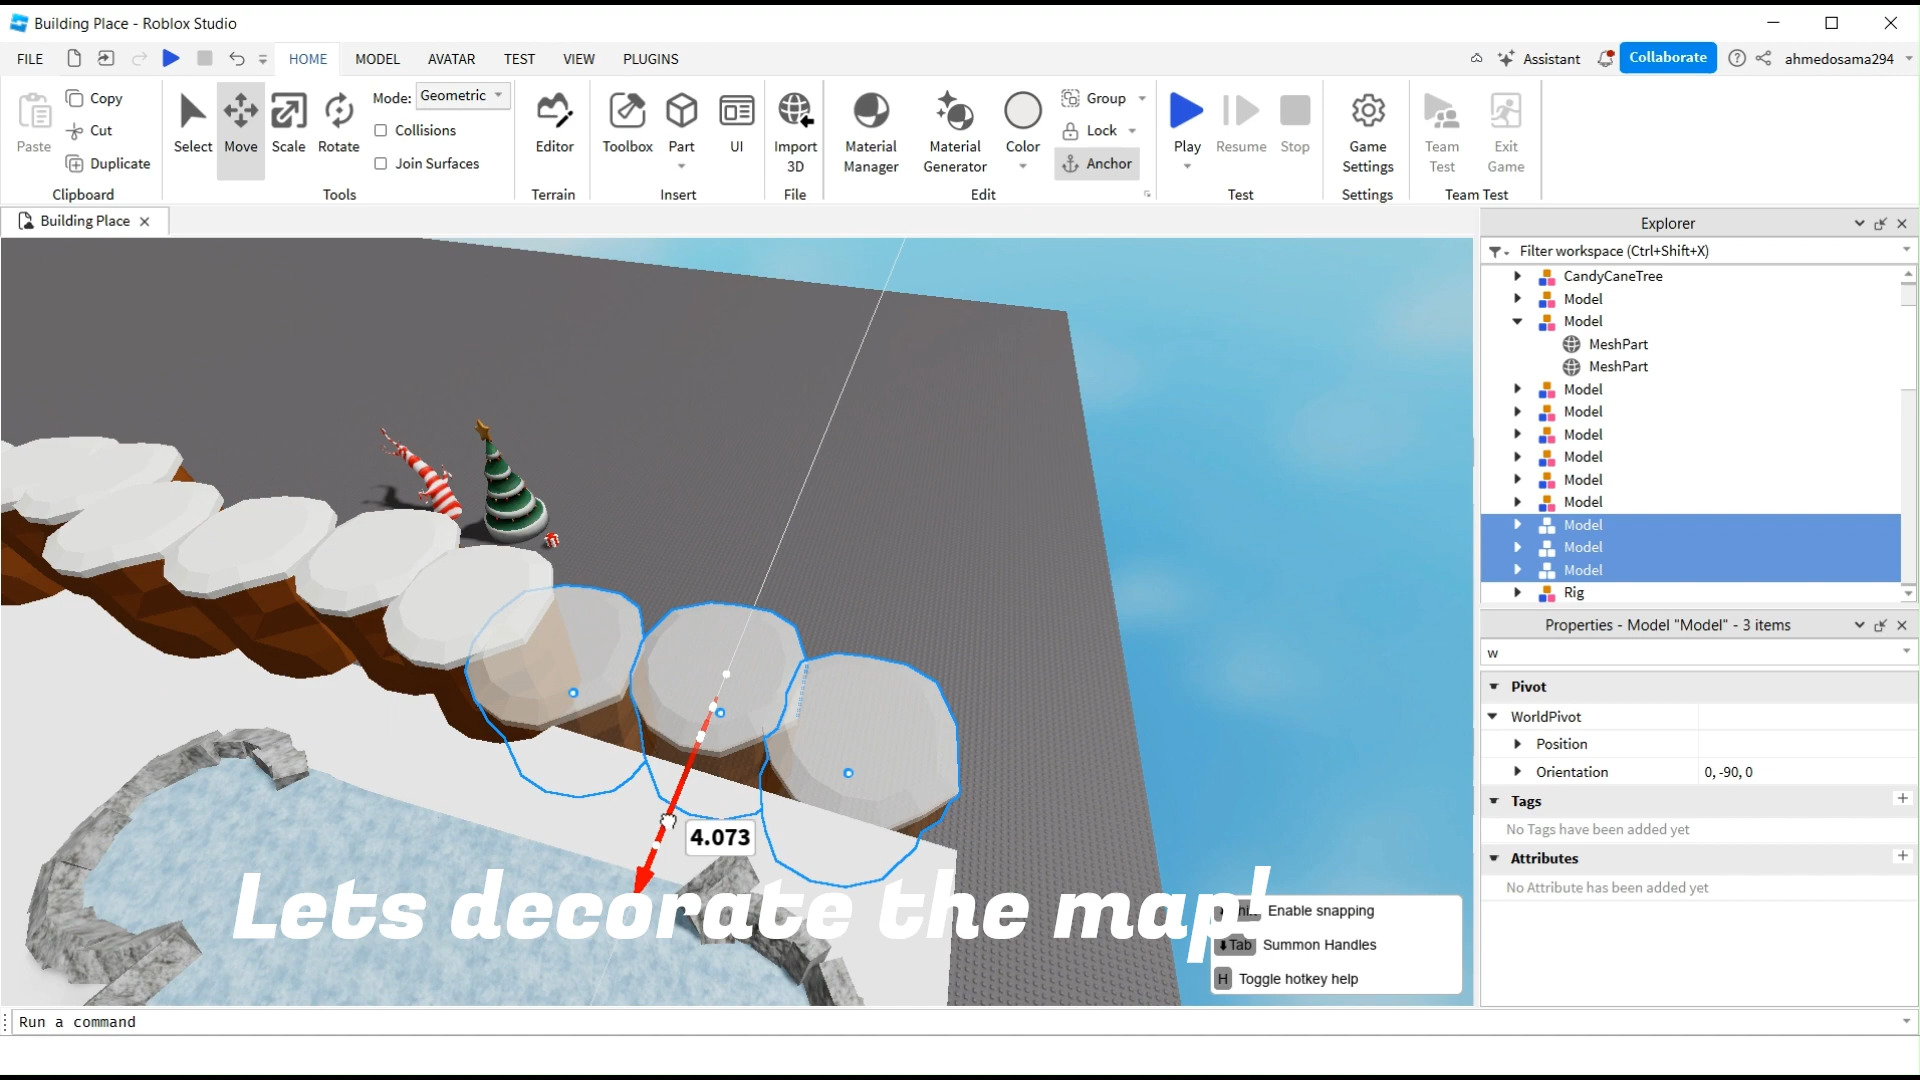 Building Place - Roblox Studio
FILE HOME MODEL AVATAR TEST VIEW PLUGINS Assistant Collaborate ahmedosama294
Paste Copy Cut Duplicate
Clipboard
Select Move Scale Rotate
Mode: Geometric
Collisions
Join Surfaces
Tools
Editor
Terrain
Toolbox Part UI
Insert
Import 3D
File
Material Manager
Material Generator
Color
Group
Lock
Anchor
Edit
Play Resume Stop
Test
Game Settings
Settings
Team Test
Exit Game
Team Test
Building Place
Explorer
Filter workspace (Ctrl+Shift+X)
CandyCaneTree
Model
Model
MeshPart
MeshPart
Model
Model
Model
Model
Model
Model
Model
Model
Model
Rig
Properties - Model "Model" - 3 items
w
Pivot
WorldPivot
Position
Orientation 0, -90, 0
Tags
No Tags have been added yet
Attributes
No Attribute has been added yet
4.073
Lets decorate the map!
Enable snapping
Tab Summon Handles
H Toggle hotkey help
Run a command